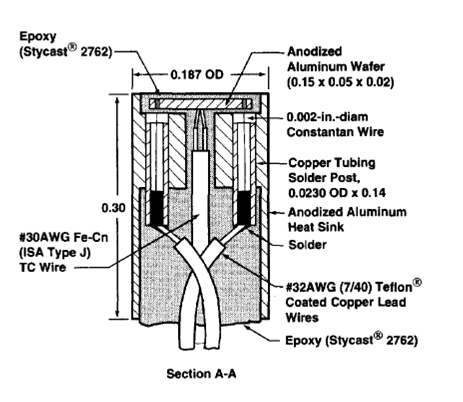 Epoxy
(Stycast® 2762)
0.187 OD
Anodized
Aluminum Wafer
(0.15 x 0.05 x 0.02)
0.002-in.-diam
Constantan Wire
Copper Tubing
Solder Post,
0.0230 OD x 0.14
0.30
Anodized Aluminum
Heat Sink
#30AWG Fe-Cn
(ISA Type J)
TC Wire
Solder
#32AWG (7/40) Teflon®
Coated Copper Lead
Wires
Epoxy (Stycast® 2762)
Section A-A